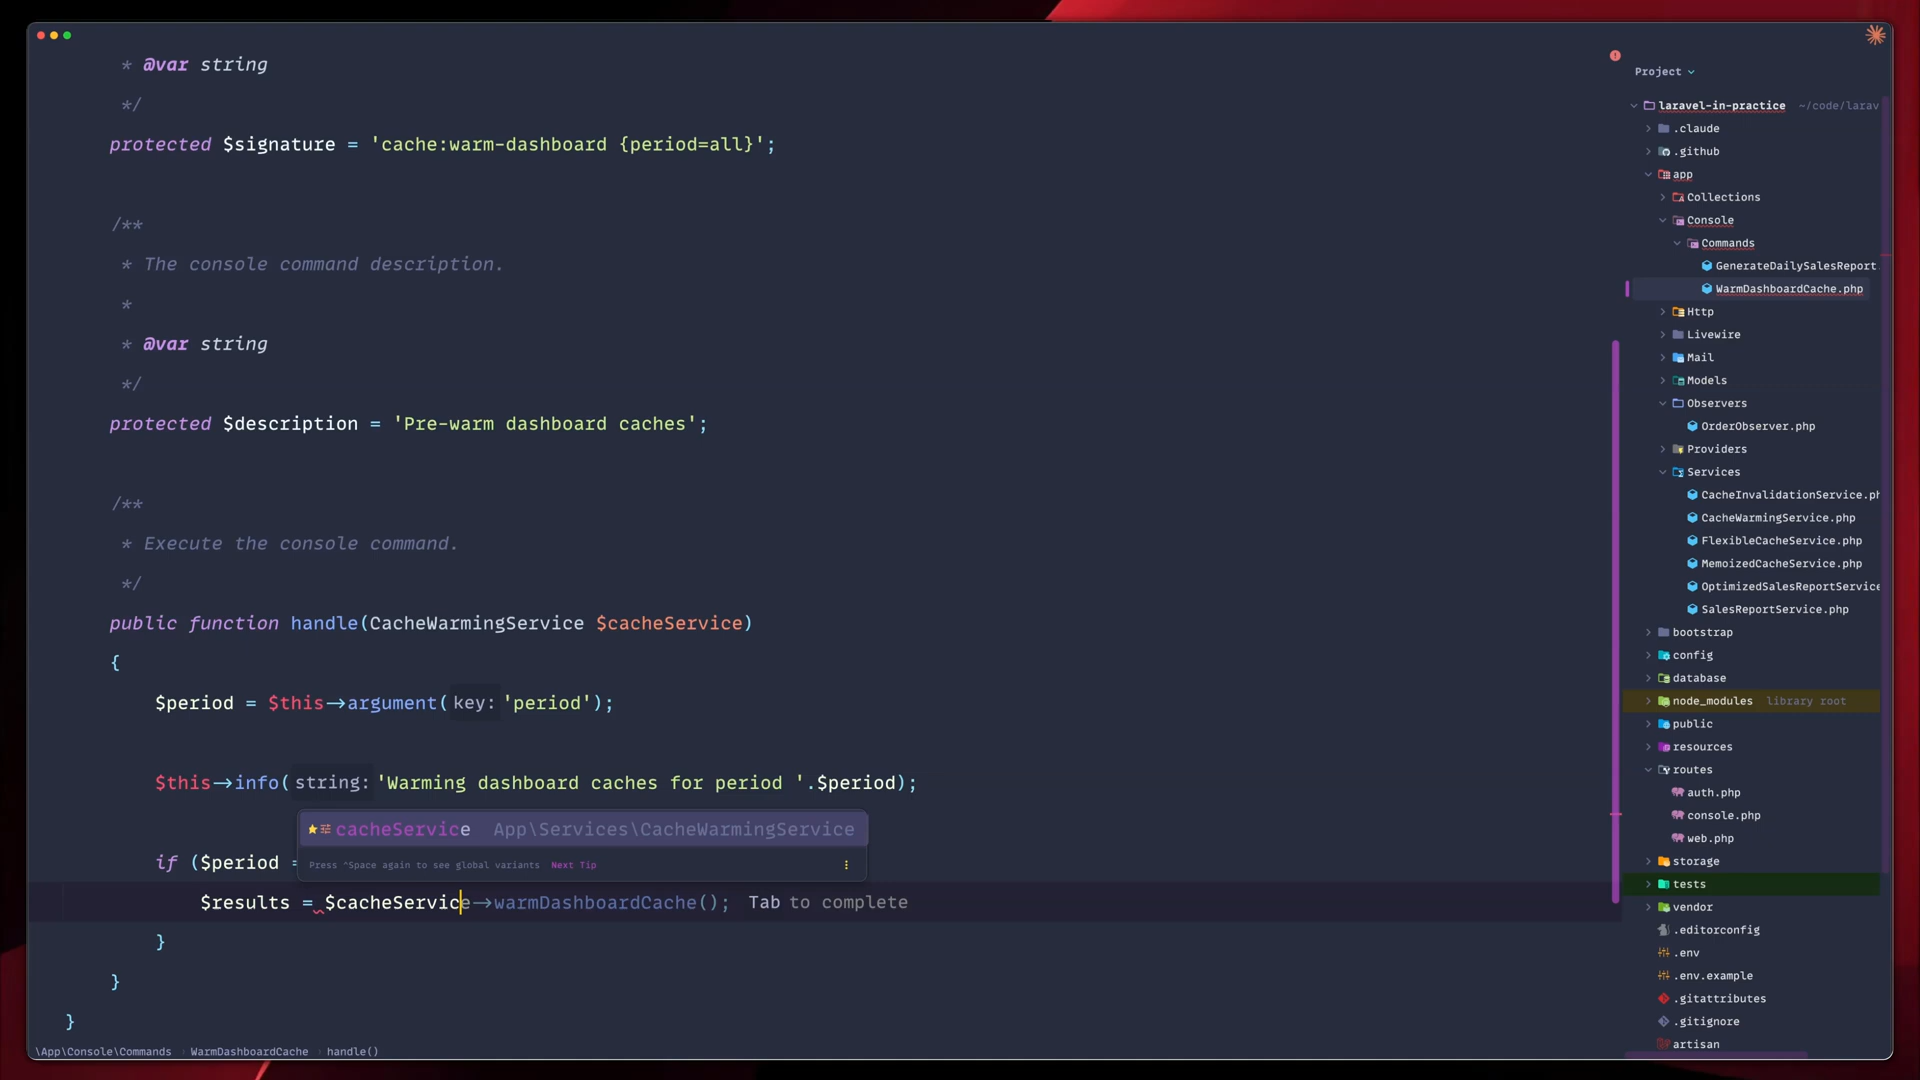 * @var string
*/
protected $signature = 'cache:warm-dashboard {period=all}';
/**
* The console command description.
*
* @var string
*/
protected $description = 'Pre-warm dashboard caches';
/**
* Execute the console command.
*/
public function handle(CacheWarmingService $cacheService)
{
$period = $this->argument( key: 'period');
$this->info( string: 'Warming dashboard caches for period '.$period);
cacheService App\Services\CacheWarmingService
Press ^Space again to see global variants Next Tip
if ($period =
$results = $cacheService->warmDashboardCache(); Tab to complete
}
}
}
\App\Console\Commands › WarmDashboardCache › handle()
Project
laravel-in-practice ~/code/larav
.claude
.github
app
Collections
Console
Commands
GenerateDailySalesReport.
WarmDashboardCache.php
Http
Livewire
Mail
Models
Observers
OrderObserver.php
Providers
Services
CacheInvalidationService.ph
CacheWarmingService.php
FlexibleCacheService.php
MemoizedCacheService.php
OptimizedSalesReportService
SalesReportService.php
bootstrap
config
database
node_modules library root
public
resources
routes
auth.php
console.php
web.php
storage
tests
vendor
.editorconfig
.env
.env.example
.gitattributes
.gitignore
artisan